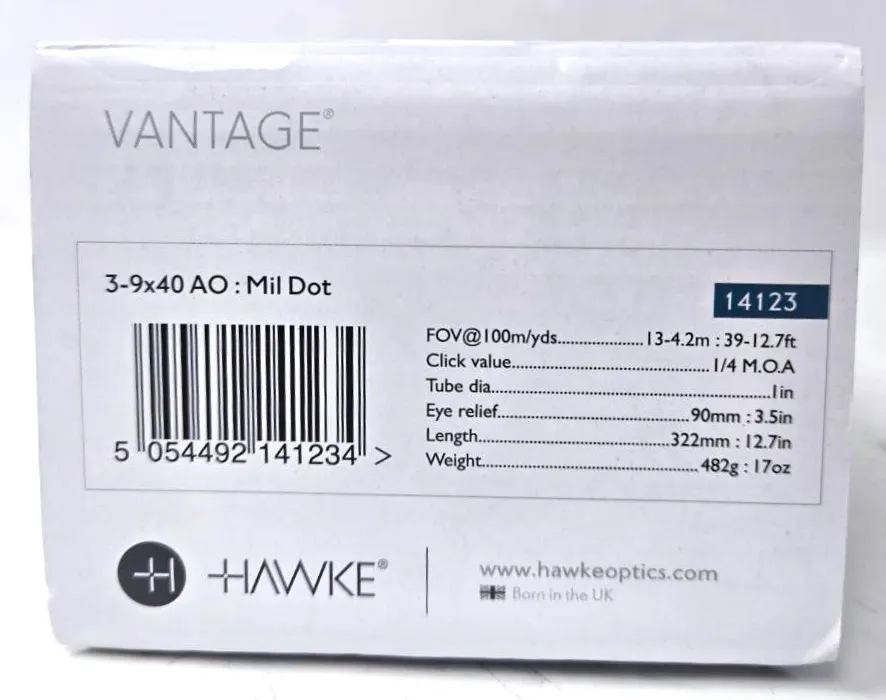 VANTAGE®
3-9x40 AO : Mil Dot
14123
FOV@100m/yds.....................13-4.2m : 39-12.7ft
Click value..................................................1/4 M.O.A
Tube dia.......................................................................1in
Eye relief.................................................90mm : 3.5in
Length................................................322mm : 12.7in
Weight.......................................................482g : 17oz
5 054492 141234 >
HAWKE®
www.hawkeoptics.com
Born in the UK